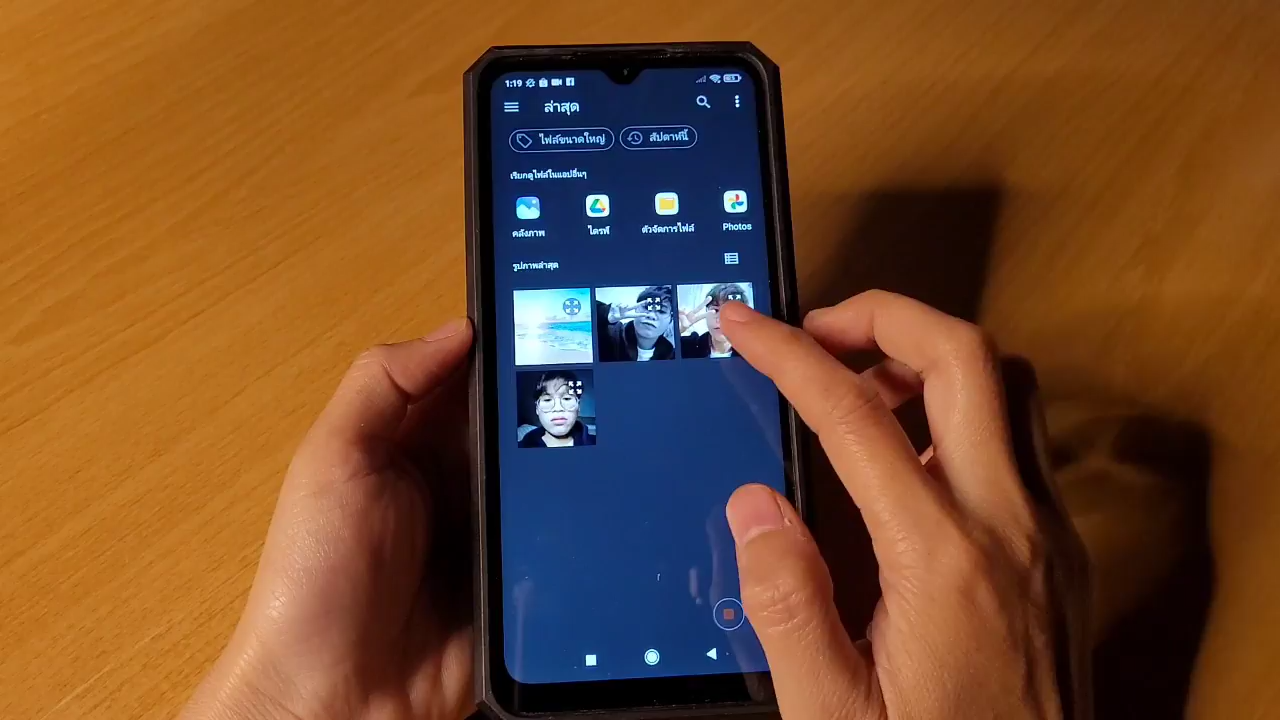 1:19
ล่าสุด
ไฟล์ขนาดใหญ่ สัปดาห์นี้
เรียกดูไฟล์ในแอปอื่นๆ
คลังภาพ ไดรฟ์ ตัวจัดการไฟล์ Photos
รูปภาพล่าสุด